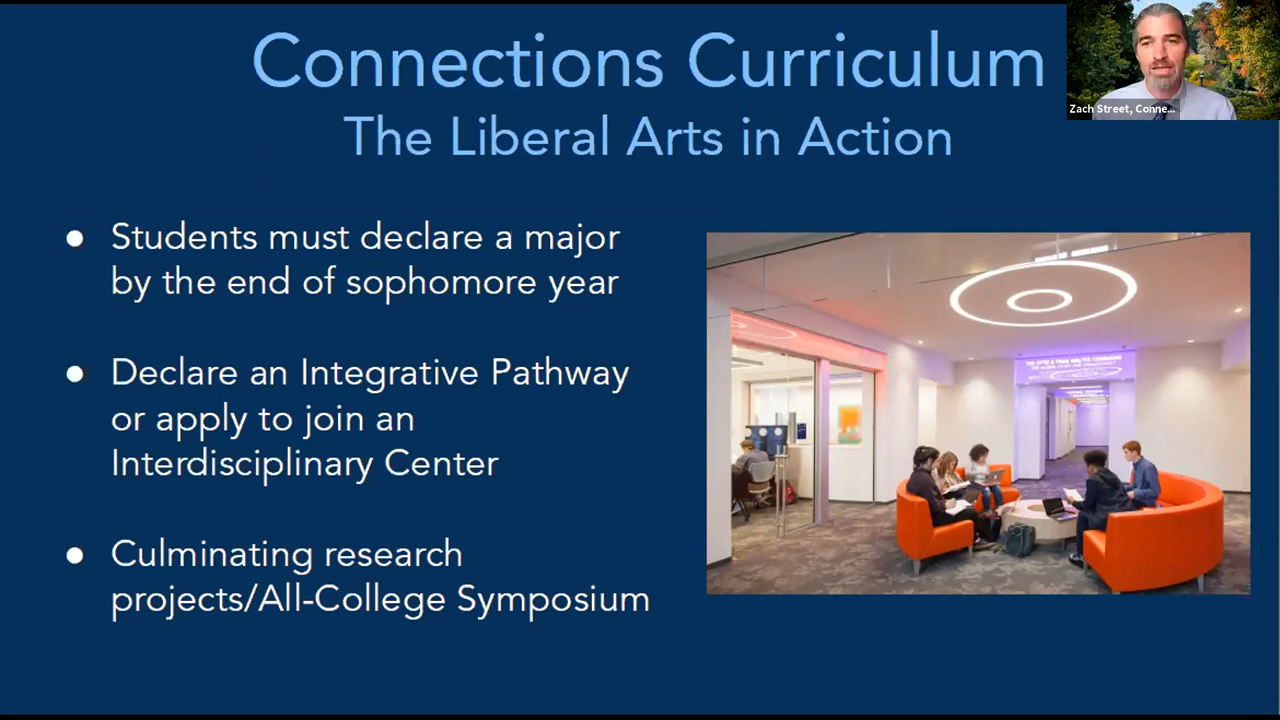 Connections Curriculum
The Liberal Arts in Action
Zach Street, Conne...
● Students must declare a major
by the end of sophomore year
● Declare an Integrative Pathway
or apply to join an
Interdisciplinary Center
● Culminating research
projects/All-College Symposium